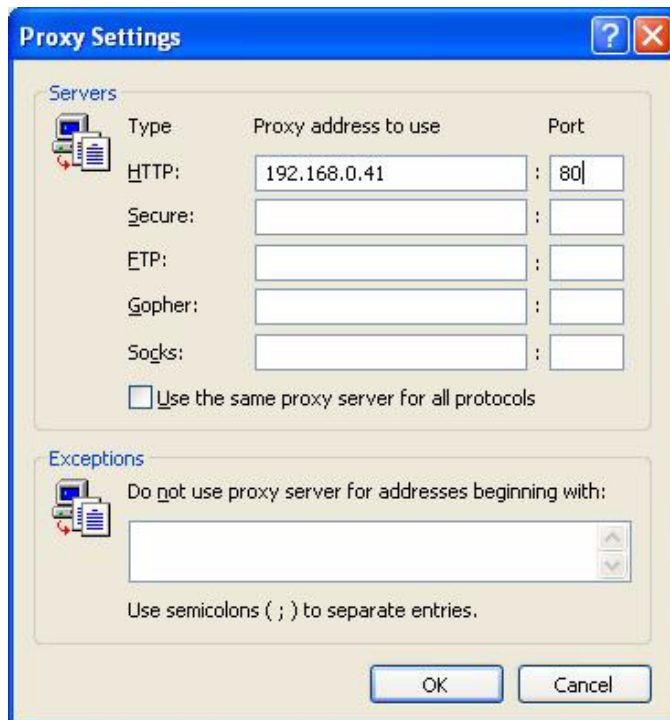 Proxy Settings
Servers
Type Proxy address to use Port
HTTP: 192.168.0.41 : 80
Secure: :
FTP: :
Gopher: :
Socks: :
Use the same proxy server for all protocols
Exceptions
Do not use proxy server for addresses beginning with:
Use semicolons ( ; ) to separate entries.
OK Cancel